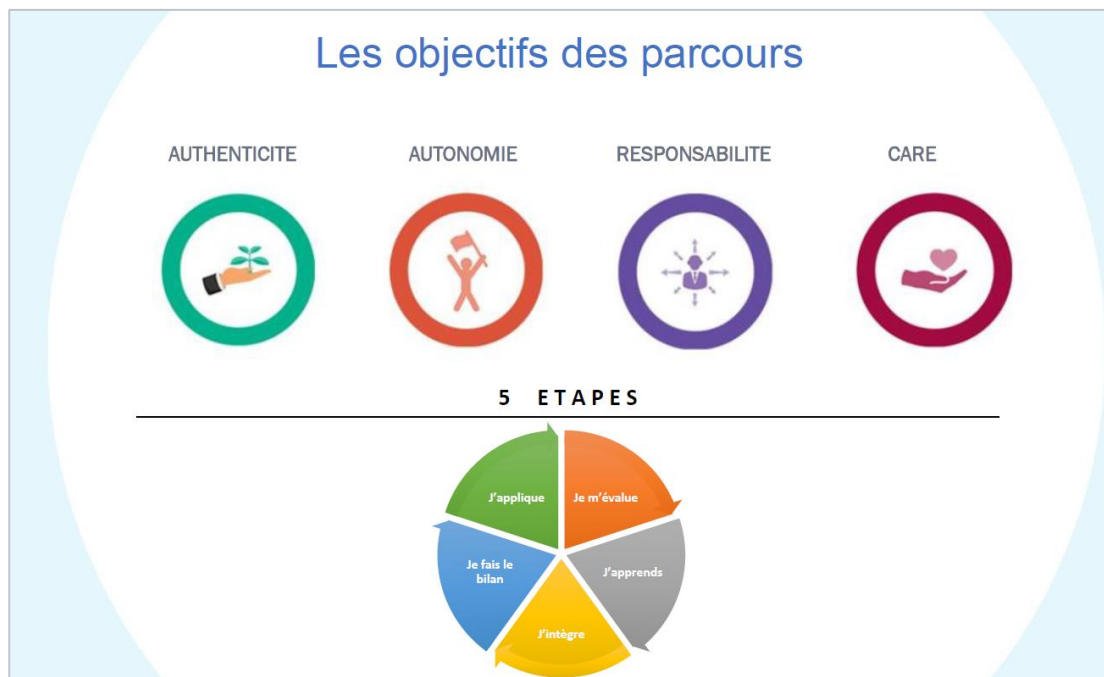 Les objectifs des parcours
AUTHENTICITE
AUTONOMIE
RESPONSABILITE
CARE
5 ETAPES
Je m'évalue
J'apprends
J'intègre
Je fais le
bilan
J'applique